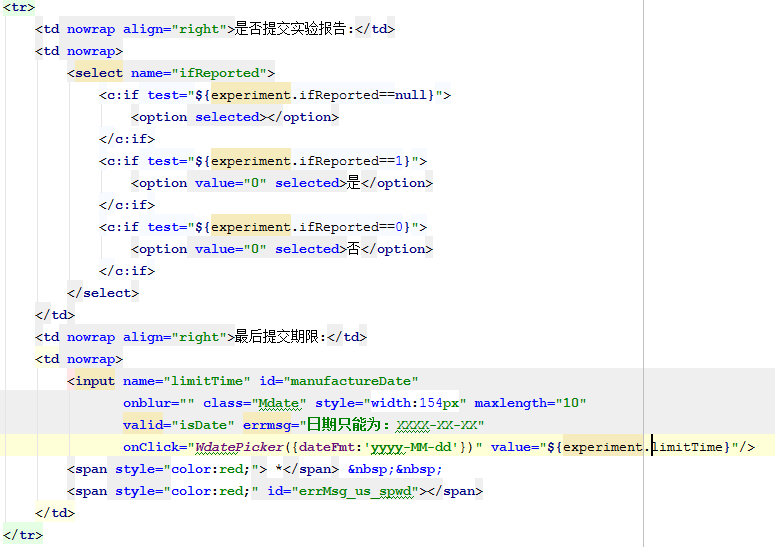 <tr>
<td nowrap align="right">是否提交实验报告:</td>
<td nowrap>
<select name="ifReported">
<c:if test="${experiment.ifReported==null}">
<option selected></option>
</c:if>
<c:if test="${experiment.ifReported==1}">
<option value="0" selected>是</option>
</c:if>
<c:if test="${experiment.ifReported==0}">
<option value="0" selected>否</option>
</c:if>
</select>
</td>
<td nowrap align="right">最后提交期限:</td>
<td nowrap>
<input name="limitTime" id="manufactureDate"
onblur="" class="Mdate" style="width:154px" maxlength="10"
valid="isDate" errmsg="日期只能为: XXXX-XX-XX"
onClick="WdatePicker({dateFmt:'yyyy-MM-dd'})" value="${experiment.limitTime}"/>
<span style="color:red;"> *</span> &nbsp;&nbsp;
<span style="color:red;" id="errMsg_us_spwd"></span>
</td>
</tr>